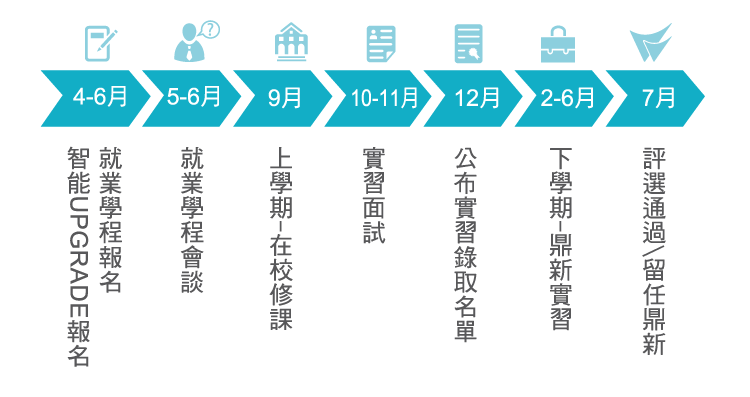 4-6月
5-6月
9月
10-11月
12月
2-6月
7月
就業學程報名
智能UPGRADE報名
就業學程會談
上學期-在校修課
實習面試
公布實習錄取名單
下學期-鼎新實習
評選通過/留任鼎新